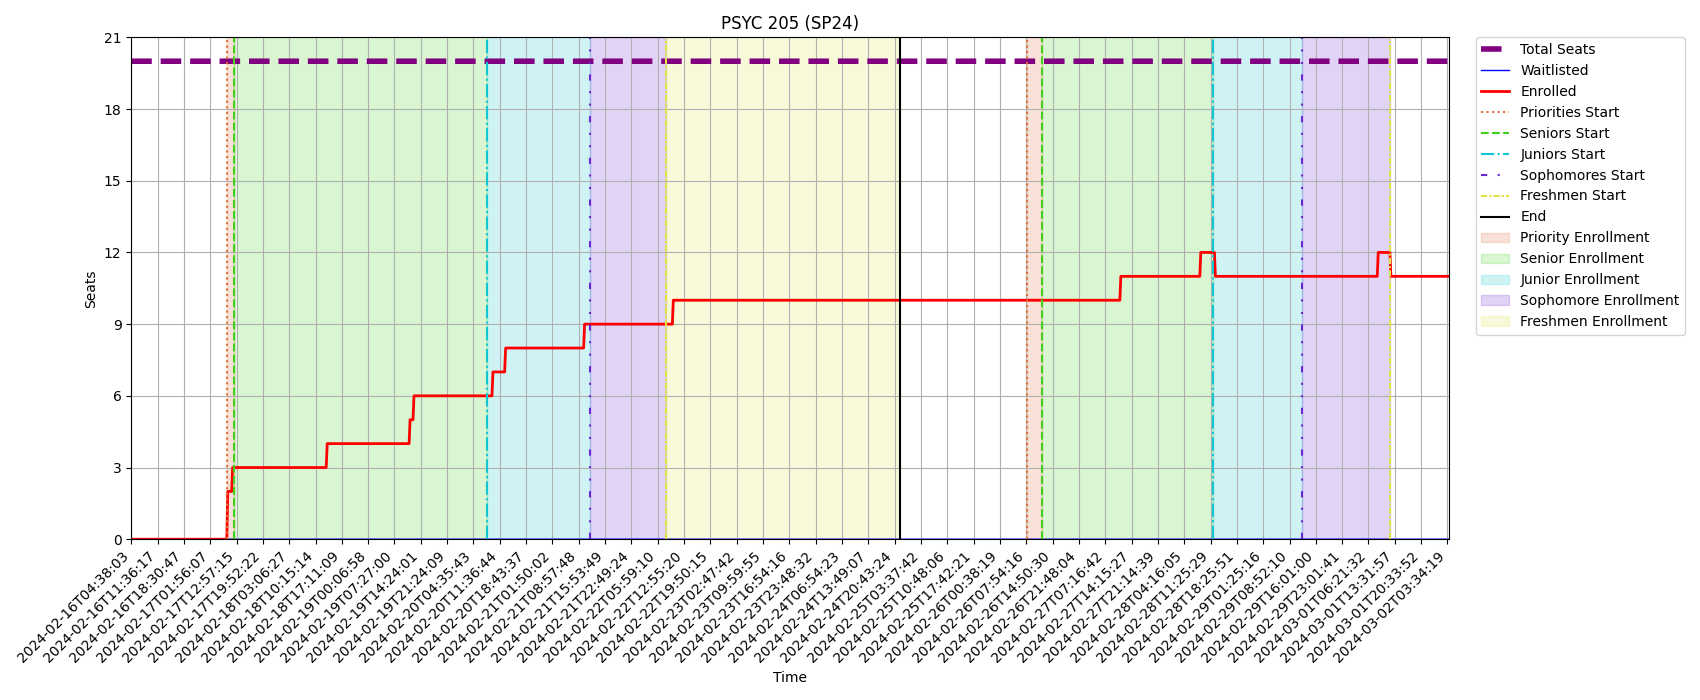 PSYC 205 (SP24)
21
18
15
12
9
6
3
0
Seats
2024-02-16T04:38:03
2024-02-16T11:36:17
2024-02-16T18:30:47
2024-02-17T01:56:07
2024-02-17T12:57:15
2024-02-17T19:52:22
2024-02-18T03:06:27
2024-02-18T10:15:14
2024-02-18T17:11:09
2024-02-19T00:06:58
2024-02-19T07:27:00
2024-02-19T14:24:01
2024-02-19T21:24:09
2024-02-20T04:35:43
2024-02-20T11:36:44
2024-02-20T18:43:37
2024-02-21T01:50:02
2024-02-21T08:57:48
2024-02-21T15:53:49
2024-02-21T22:49:24
2024-02-22T05:59:10
2024-02-22T12:55:20
2024-02-22T19:50:15
2024-02-23T02:47:42
2024-02-23T09:59:55
2024-02-23T16:54:16
2024-02-23T23:48:32
2024-02-24T06:54:23
2024-02-24T13:49:07
2024-02-24T20:43:24
2024-02-25T03:37:42
2024-02-25T10:48:06
2024-02-25T17:42:21
2024-02-26T00:38:19
2024-02-26T07:54:16
2024-02-26T14:50:30
2024-02-26T21:48:04
2024-02-27T07:16:42
2024-02-27T14:15:27
2024-02-27T21:14:39
2024-02-28T04:16:05
2024-02-28T11:25:29
2024-02-28T18:25:51
2024-02-29T01:25:16
2024-02-29T08:52:10
2024-02-29T16:01:00
2024-02-29T23:01:41
2024-03-01T06:21:32
2024-03-01T13:31:57
2024-03-01T20:33:52
2024-03-02T03:34:19
Time
Total Seats
Waitlisted
Enrolled
Priorities Start
Seniors Start
Juniors Start
Sophomores Start
Freshmen Start
End
Priority Enrollment
Senior Enrollment
Junior Enrollment
Sophomore Enrollment
Freshmen Enrollment